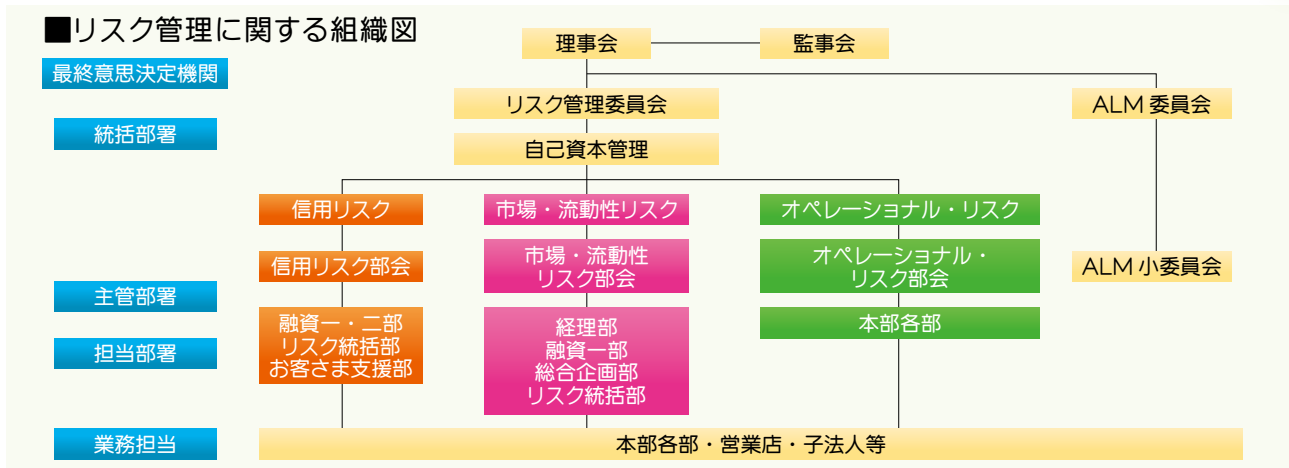 ■リスク管理に関する組織図
理事会
監事会
最終意思決定機関
リスク管理委員会
ALM 委員会
統括部署
自己資本管理
信用リスク
市場・流動性リスク
オペレーショナル・リスク
信用リスク部会
市場・流動性
リスク部会
オペレーショナル・
リスク部会
ALM 小委員会
主管部署
担当部署
融資一・二部
リスク統括部
お客さま支援部
経理部
融資一部
総合企画部
リスク統括部
本部各部
業務担当
本部各部・営業店・子法人等